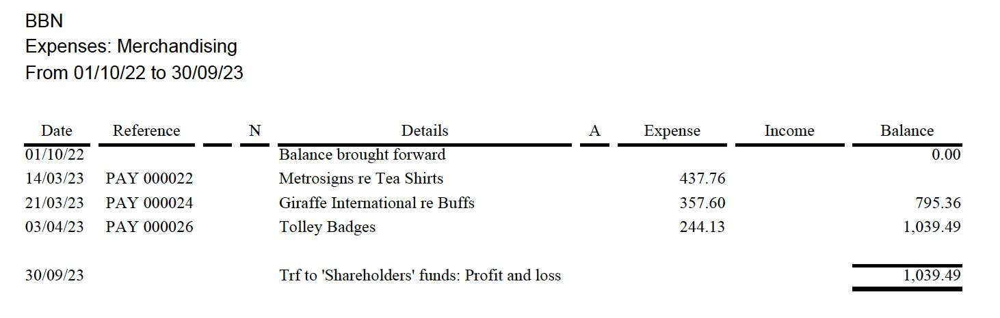 BBN
Expenses: Merchandising
From 01/10/22 to 30/09/23
Date Reference N Details A Expense Income Balance
01/10/22 Balance brought forward 0.00
14/03/23 PAY 000022 Metrosigns re Tea Shirts 437.76
21/03/23 PAY 000024 Giraffe International re Buffs 357.60 795.36
03/04/23 PAY 000026 Tolley Badges 244.13 1,039.49
30/09/23 Trf to 'Shareholders' funds: Profit and loss 1,039.49